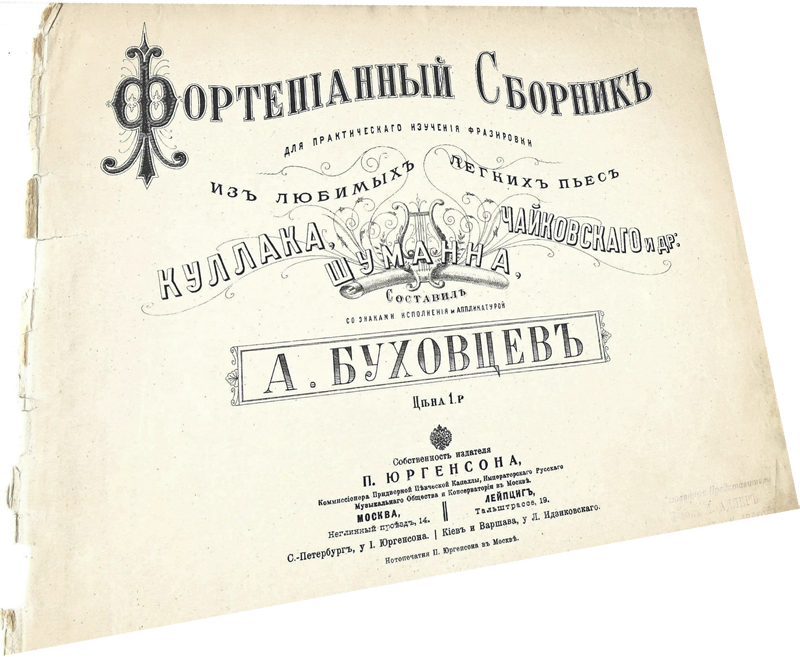 Фортепіанный Сборникъ
для практическаго изученія фразировки
изъ любимыхъ легкихъ пьесъ
Куллака, Шуманна, Чайковскаго и др:
Составилъ
со знаками исполненія и аппликатурой
А. БУХОВЦЕВЪ
Цѣна 1.р
Собственность издателя
П. ЮРГЕНСОНА,
Коммиссіонера Придворной Пѣвческой Капеллы, Императорскаго Русскаго
Музыкальнаго Общества и Консерваторіи въ Москвѣ.
МОСКВА, ЛЕЙПЦИГЪ,
Неглинный проѣздъ, 14. Тальштрассе, 19.
С.-Петербургъ, у І. Юргенсона. | Кіевъ и Варшава, у Л. Идзиковскаго.
Нотопечатня П. Юргенсона въ Москвѣ.